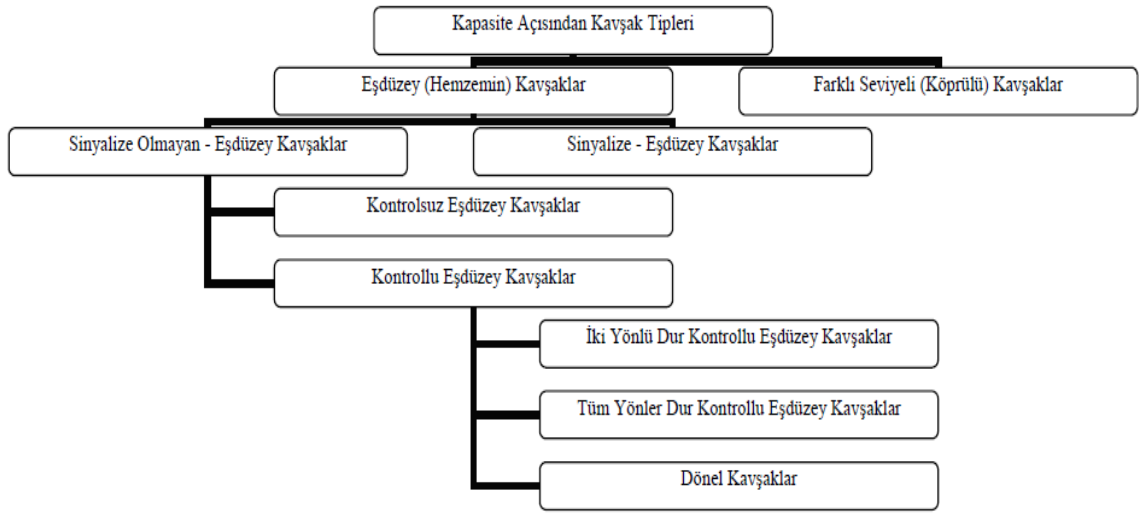 Kapasite Açısından Kavşak Tipleri
Eşdüzey (Hemzemin) Kavşaklar
Farklı Seviyeli (Köprülü) Kavşaklar
Sinyalize Olmayan - Eşdüzey Kavşaklar
Sinyalize - Eşdüzey Kavşaklar
Kontrolsuz Eşdüzey Kavşaklar
Kontrollu Eşdüzey Kavşaklar
İki Yönlü Dur Kontrollu Eşdüzey Kavşaklar
Tüm Yönler Dur Kontrollu Eşdüzey Kavşaklar
Dönel Kavşaklar